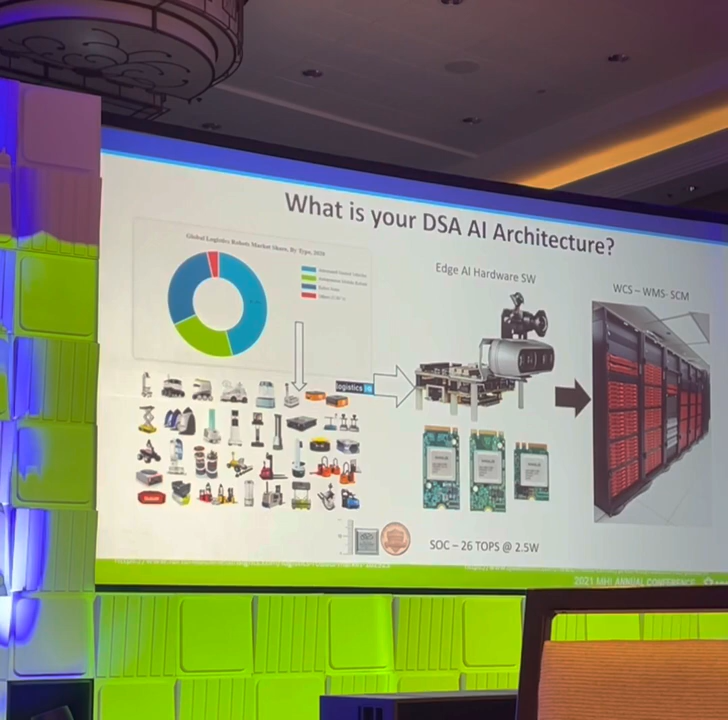 What is your DSA AI Architecture?
Global Logistics Robots Market Share, By Type, 2020
Edge AI Hardware SW
WCS – WMS- SCM
logistics
SOC – 26 TOPS @ 2.5W
2021 MHI ANNUAL CONFERENCE